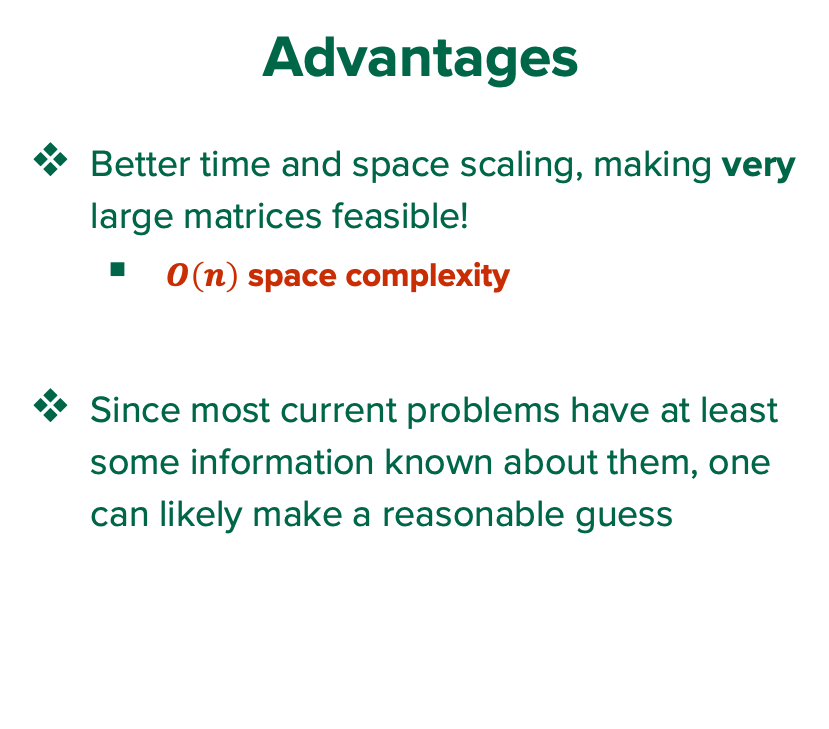 Advantages
❖ Better time and space scaling, making very
large matrices feasible!
▪ O(n) space complexity
❖ Since most current problems have at least
some information known about them, one
can likely make a reasonable guess